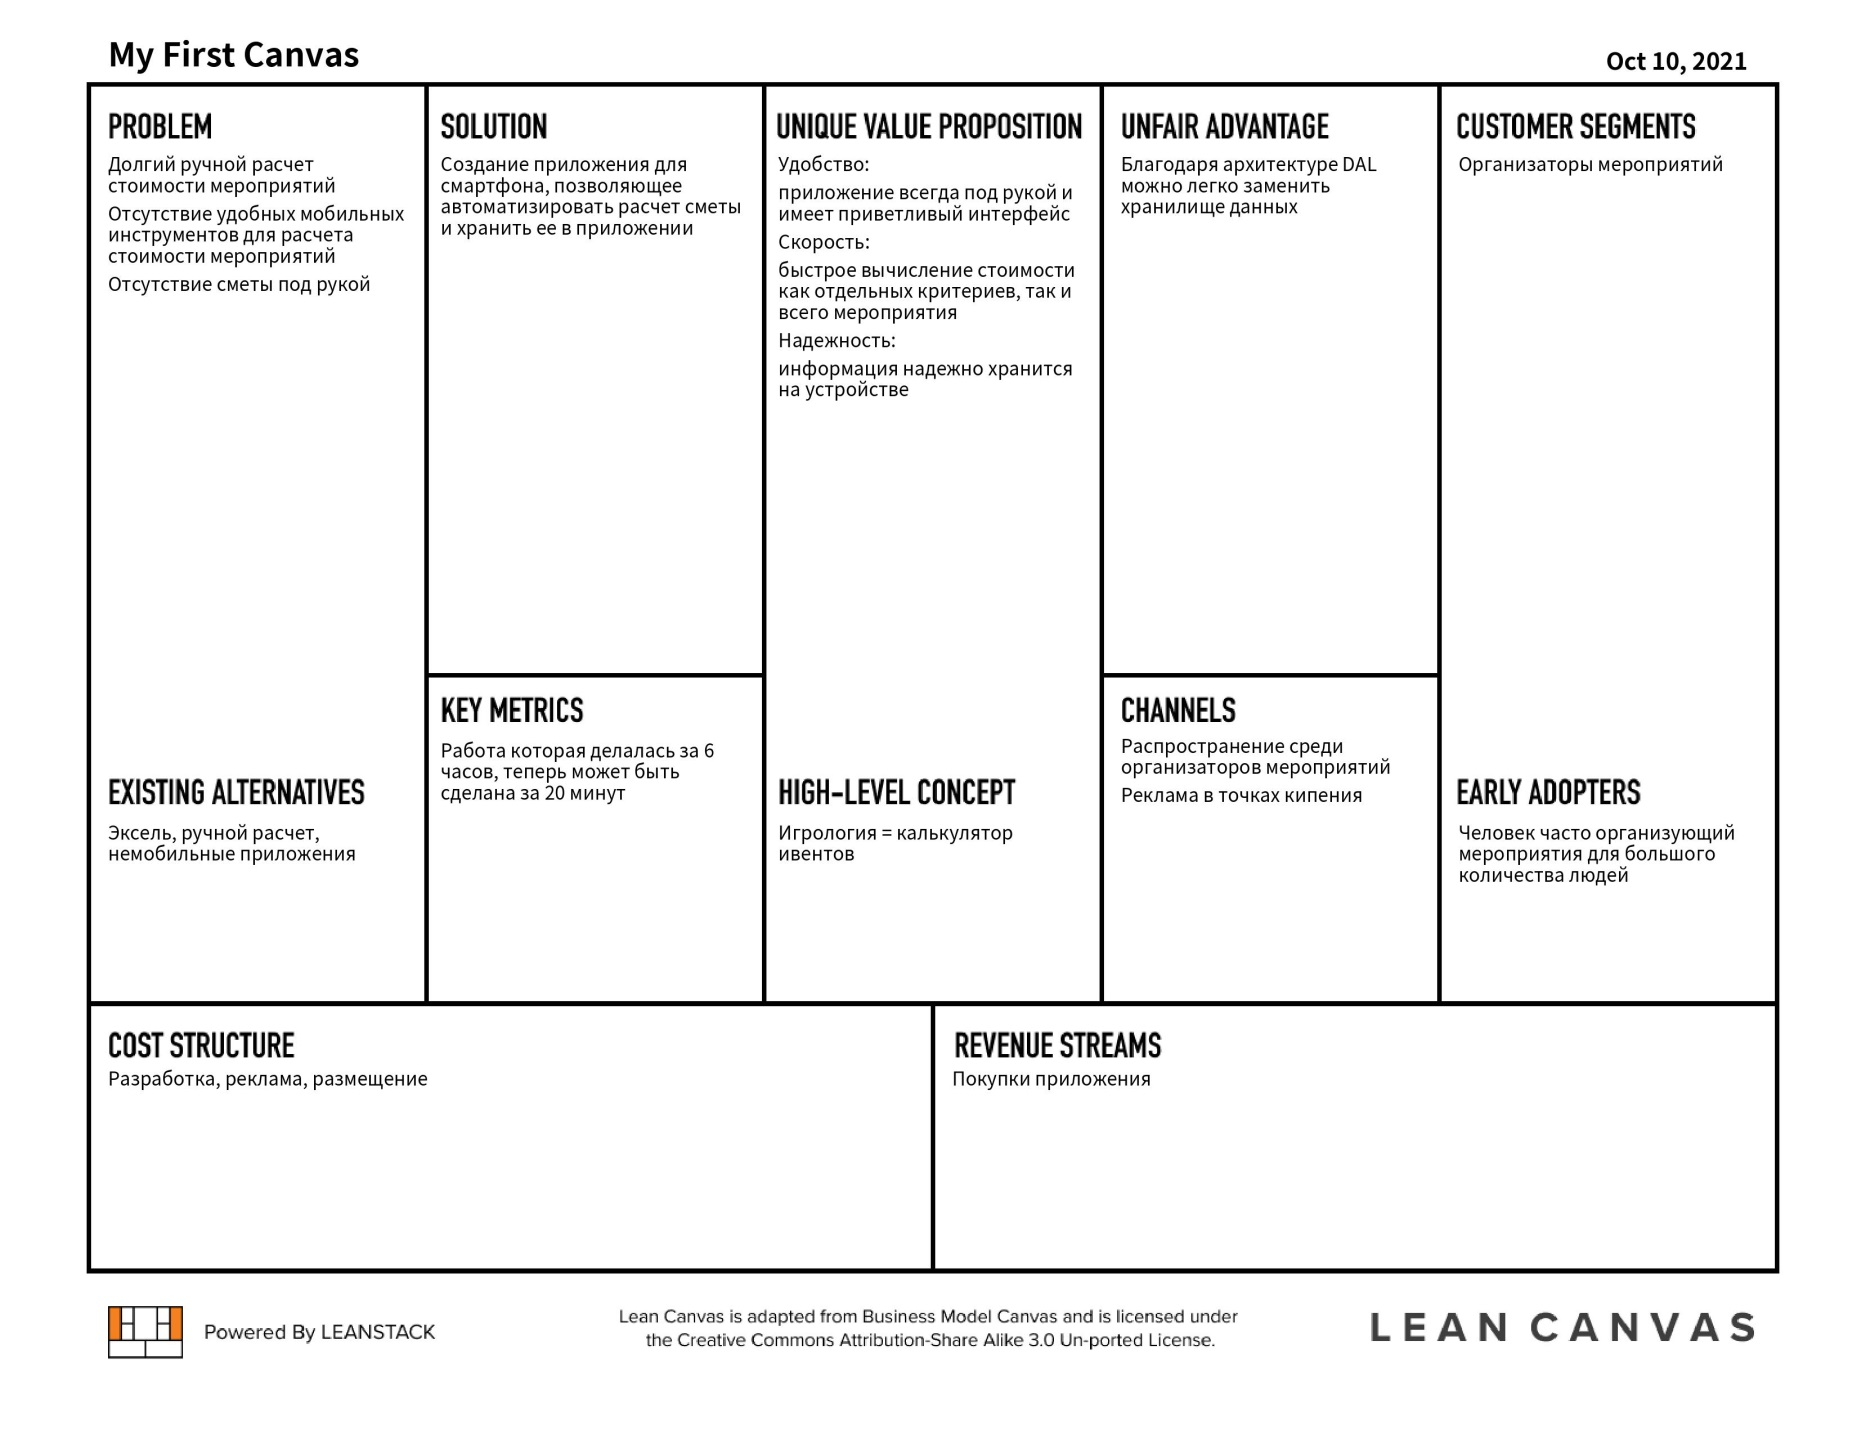 My First Canvas
Oct 10, 2021
PROBLEM
Долгий ручной расчет
стоимости мероприятий
Отсутствие удобных мобильных
инструментов для расчета
стоимости мероприятий
Отсутствие сметы под рукой
EXISTING ALTERNATIVES
Эксель, ручной расчет,
немобильные приложения
SOLUTION
Создание приложения для
смартфона, позволяющее
автоматизировать расчет сметы
и хранить ее в приложении
KEY METRICS
Работа которая делалась за 6
часов, теперь может быть
сделана за 20 минут
UNIQUE VALUE PROPOSITION
Удобство:
приложение всегда под рукой и
имеет приветливый интерфейс
Скорость:
быстрое вычисление стоимости
как отдельных критериев, так и
всего мероприятия
Надежность:
информация надежно хранится
на устройстве
HIGH-LEVEL CONCEPT
Игрология = калькулятор
ивентов
UNFAIR ADVANTAGE
Благодаря архитектуре DAL
можно легко заменить
хранилище данных
CHANNELS
Распространение среди
организаторов мероприятий
Реклама в точках кипения
CUSTOMER SEGMENTS
Организаторы мероприятий
EARLY ADOPTERS
Человек часто организующий
мероприятия для большого
количества людей
COST STRUCTURE
Разработка, реклама, размещение
REVENUE STREAMS
Покупки приложения
Powered By LEANSTACK
Lean Canvas is adapted from Business Model Canvas and is licensed under
the Creative Commons Attribution-Share Alike 3.0 Un-ported License.
LEAN CANVAS